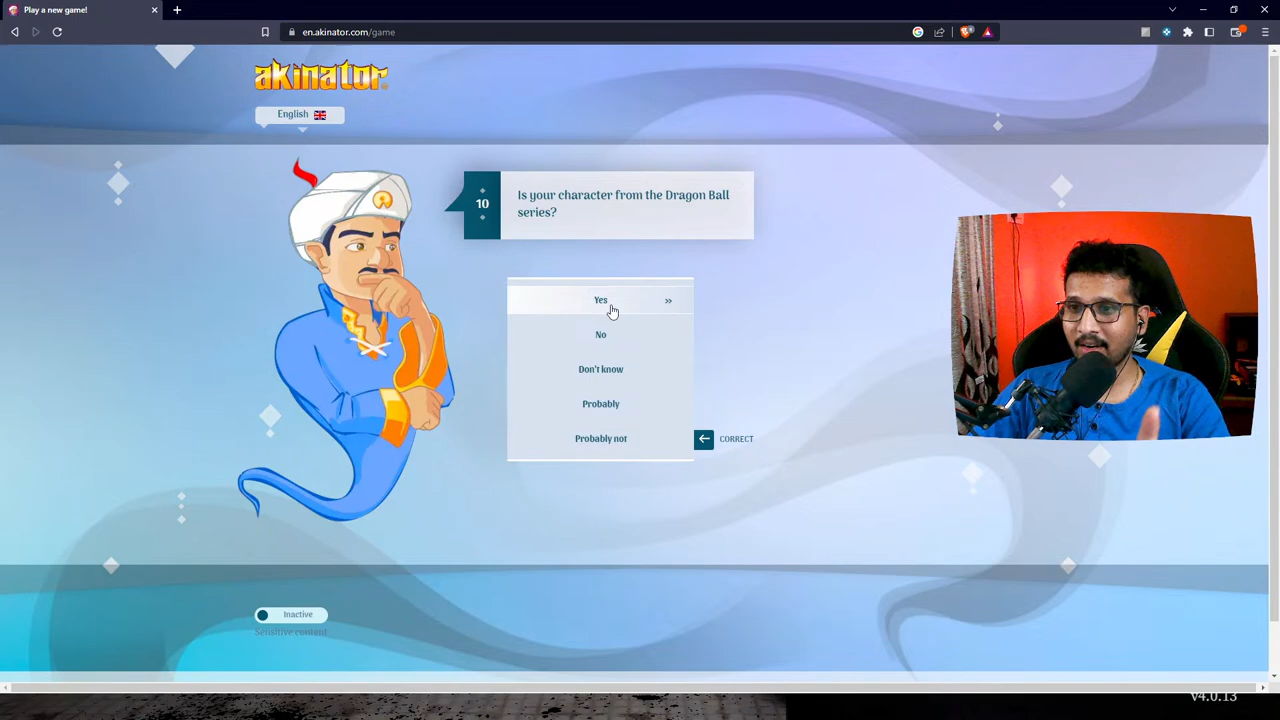 Play a new game!
en.akinator.com/game
akinator
English
10
Is your character from the Dragon Ball
series?
Yes
No
Don't know
Probably
Probably not
CORRECT
Inactive
Sensitive content
v4.0.13